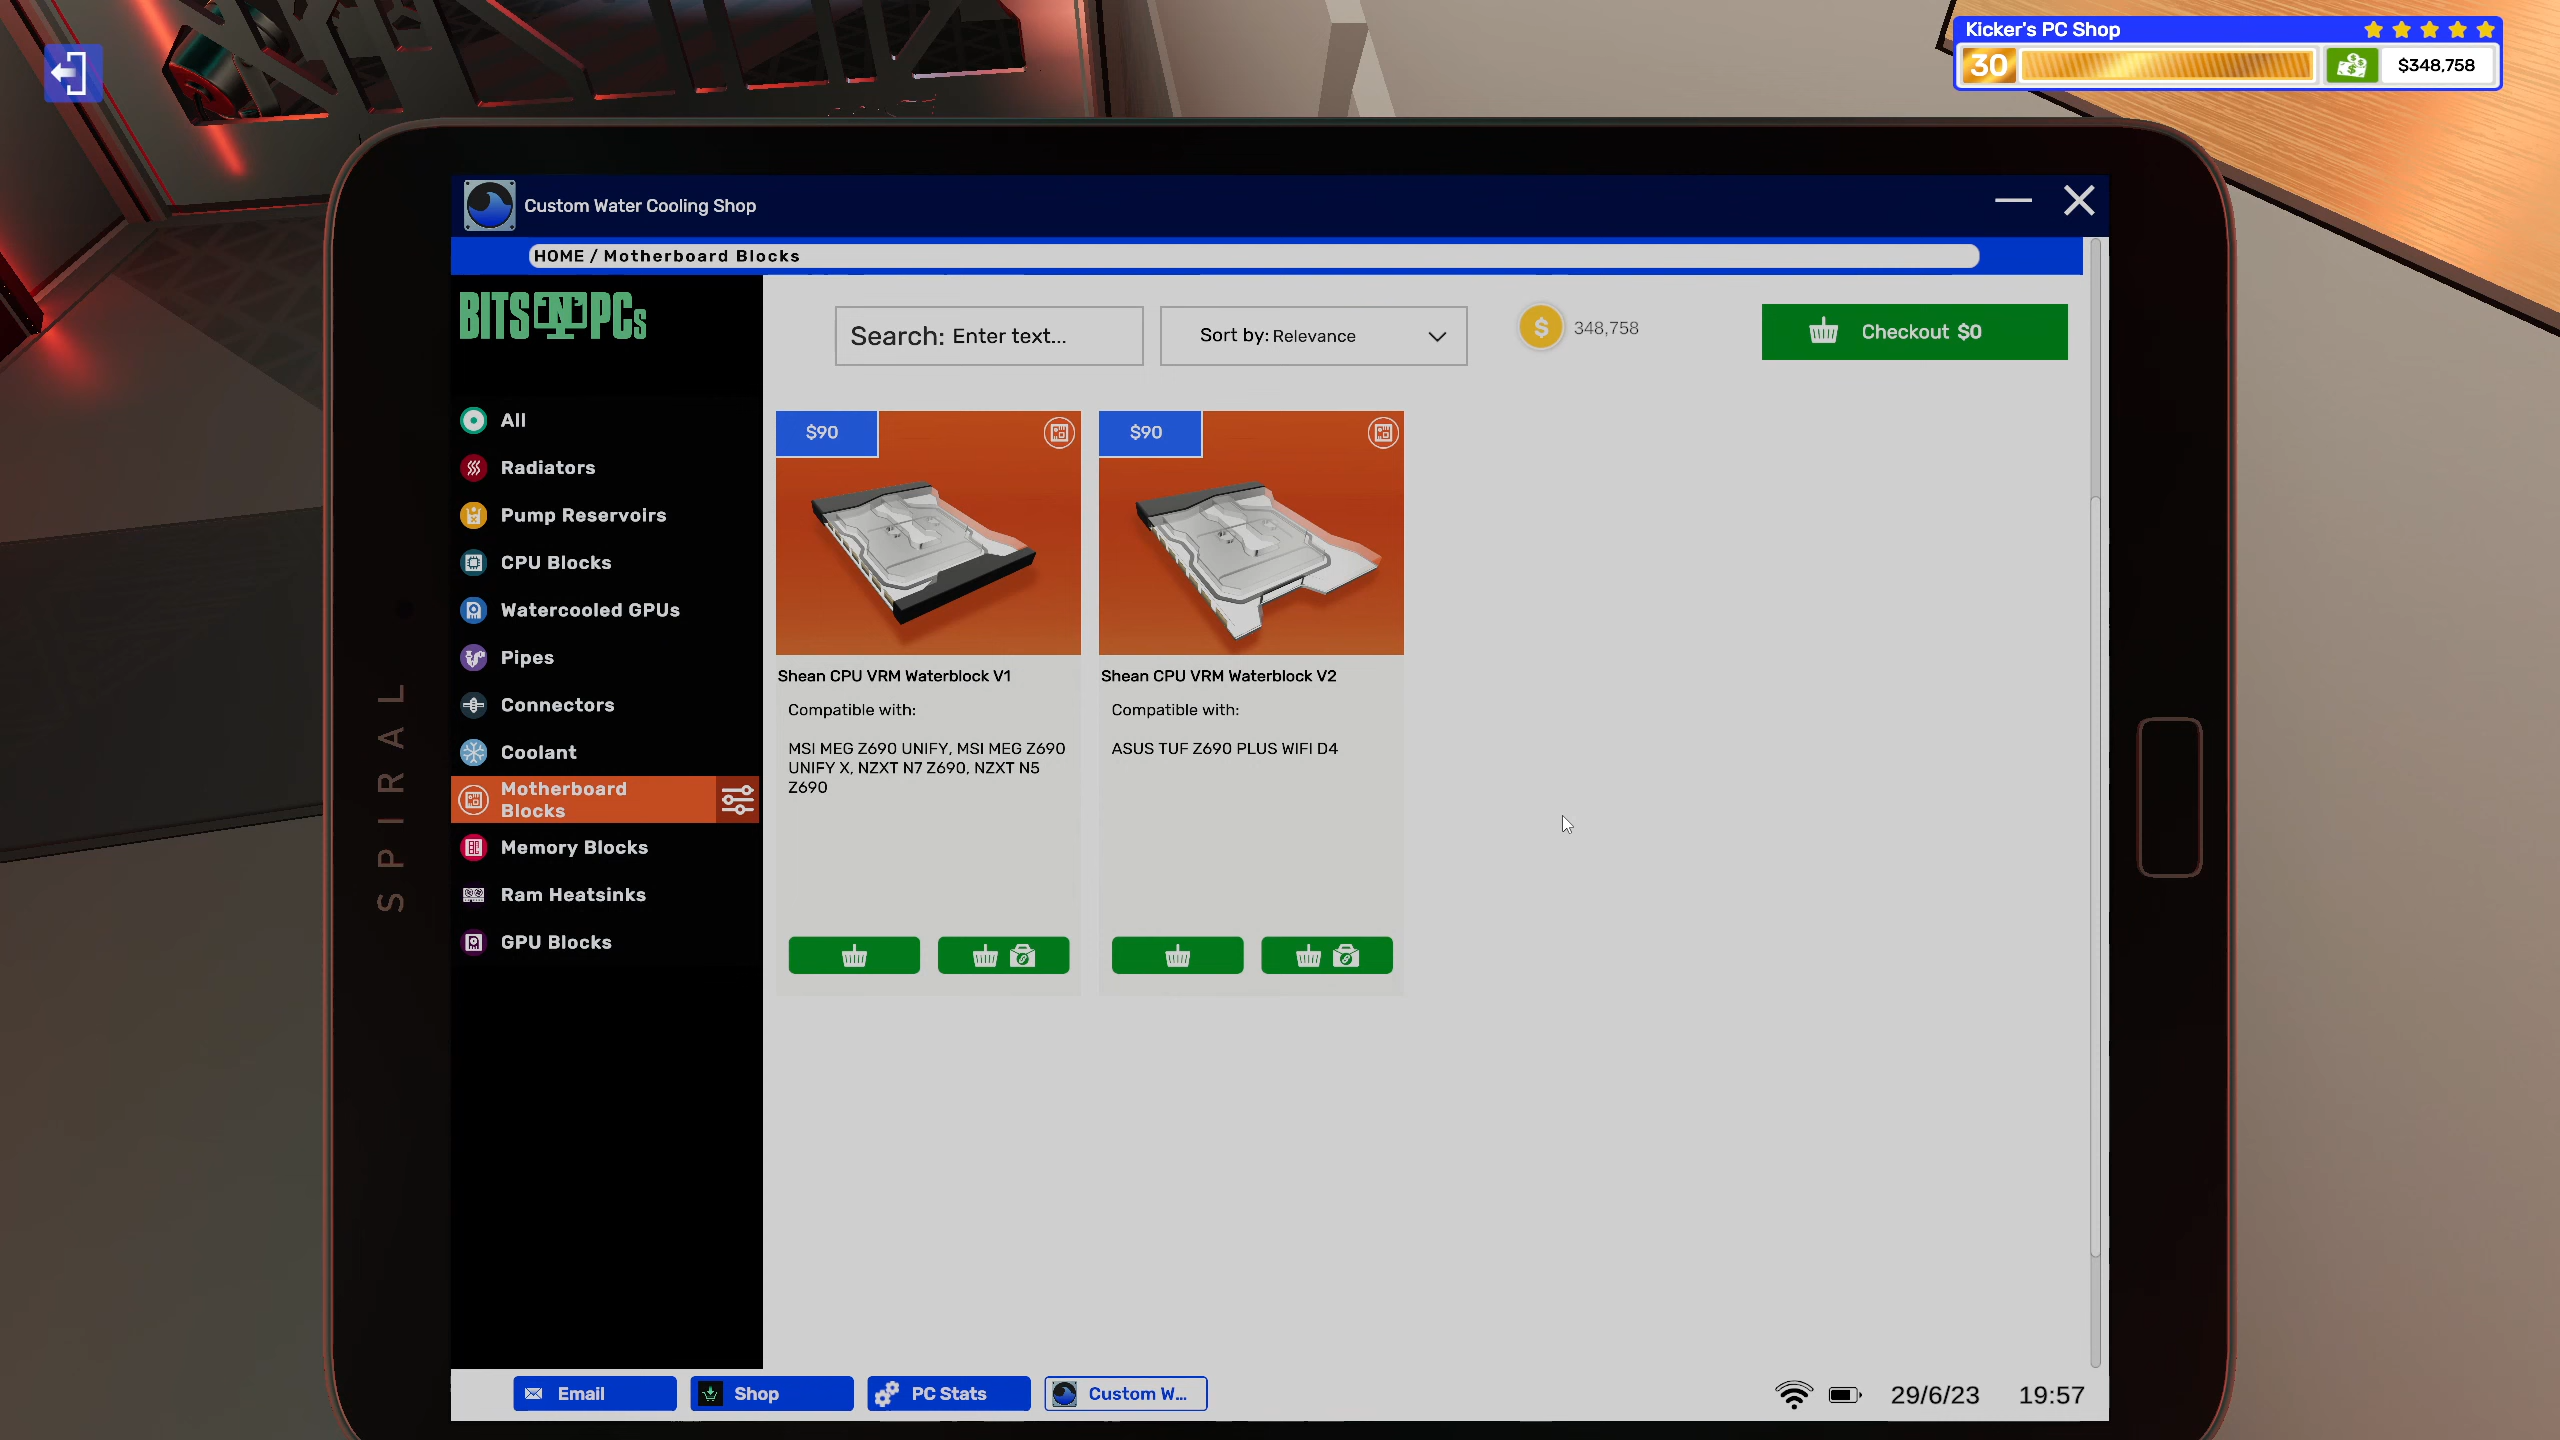 Kicker's PC Shop
30
$348,758
Custom Water Cooling Shop
HOME / Motherboard Blocks
BITS EN PCs
Search: Enter text...
Sort by: Relevance
$ 348,758
Checkout $0
All
Radiators
Pump Reservoirs
CPU Blocks
Watercooled GPUs
Pipes
Connectors
Coolant
Motherboard
Blocks
Memory Blocks
Ram Heatsinks
GPU Blocks
$90
Shean CPU VRM Waterblock V1
Compatible with:
MSI MEG Z690 UNIFY, MSI MEG Z690
UNIFY X, NZXT N7 Z690, NZXT N5
Z690
$90
Shean CPU VRM Waterblock V2
Compatible with:
ASUS TUF Z690 PLUS WIFI D4
SPIRAL
Email
Shop
PC Stats
Custom W...
29/6/23
19:57